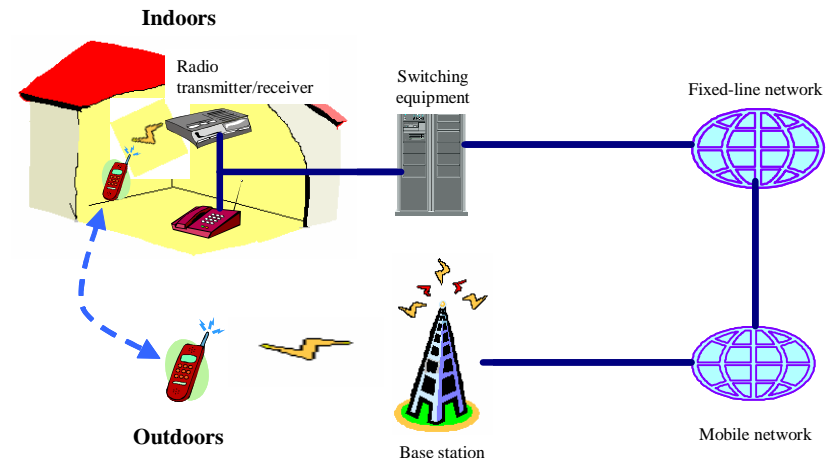 Indoors
Radio
transmitter/receiver
Switching
equipment
Fixed-line network
Outdoors
Base station
Mobile network